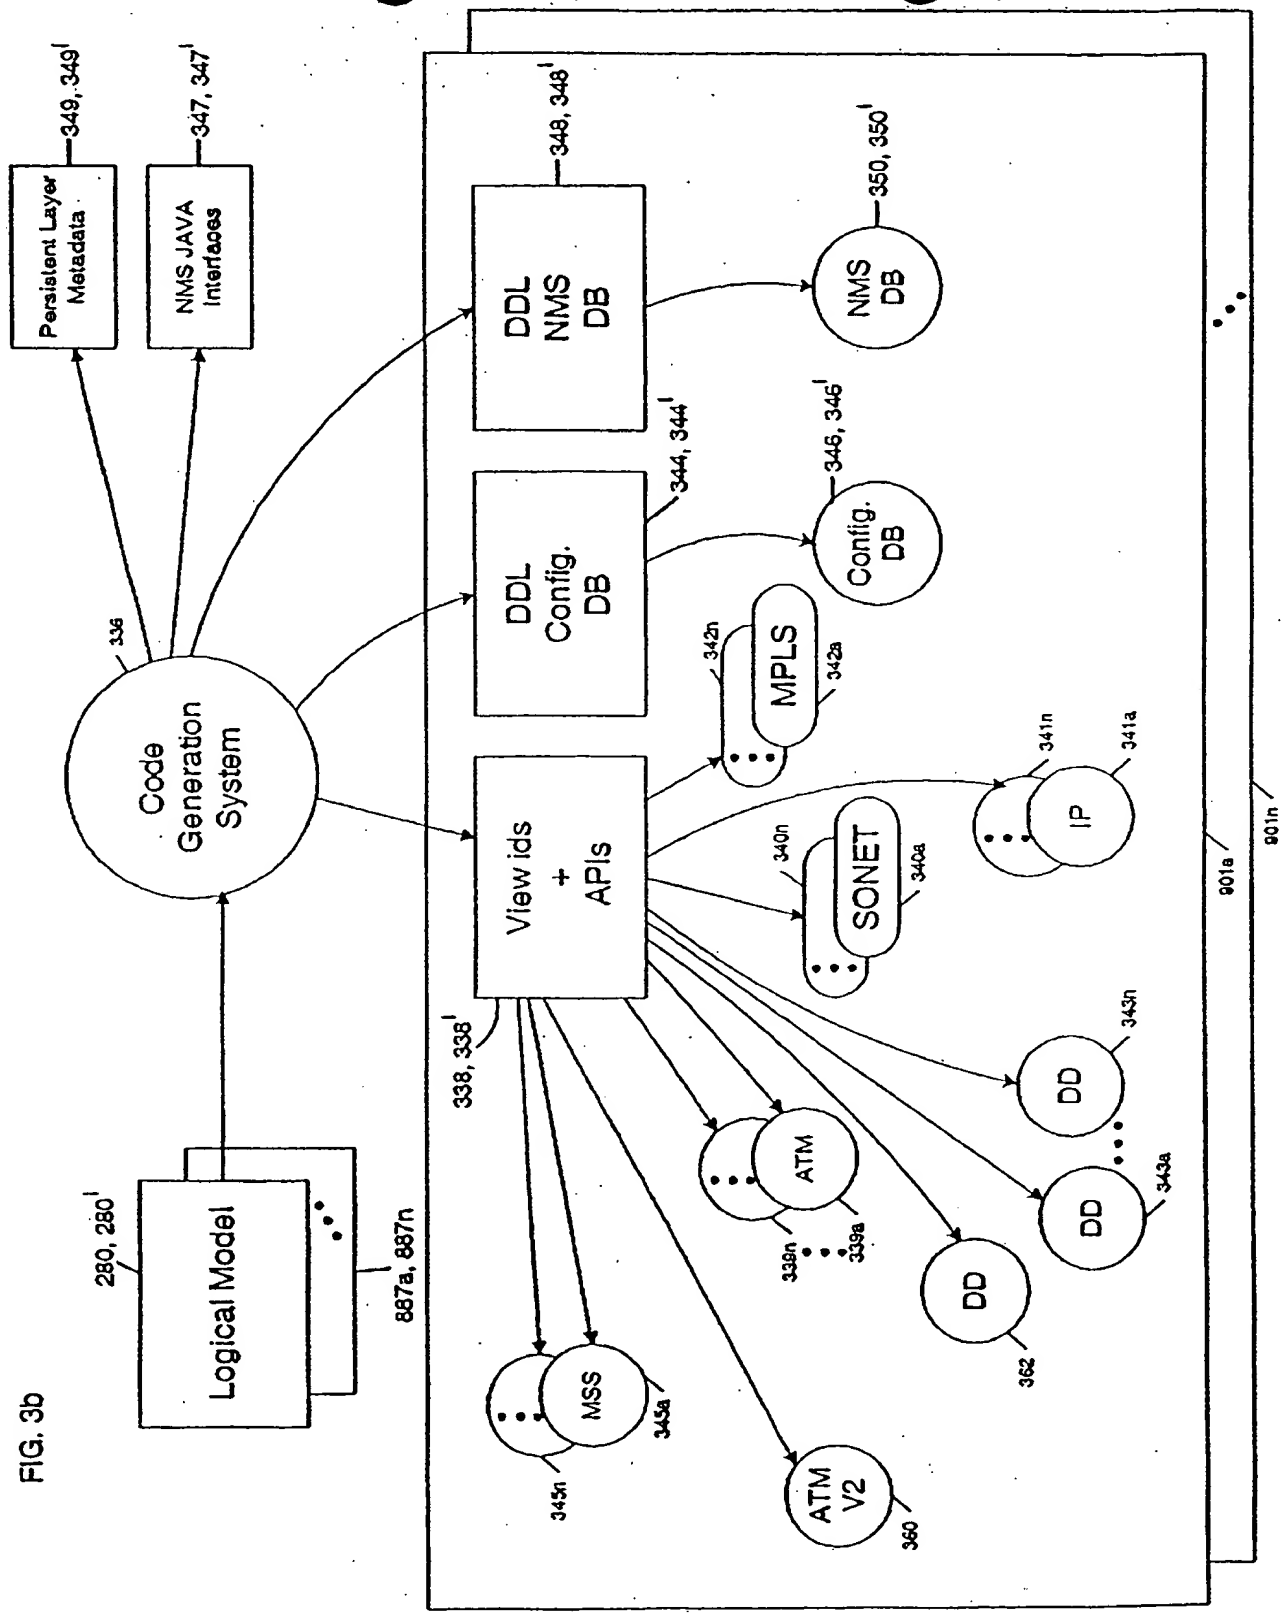 FIG. 3b
280, 280'
Logical Model
887a, 887n
336
Code
Generation
System
Persistent Layer
Metadata
349, 349'
NMS JAVA
Interfaces
347, 347'
338, 338'
View ids
+
APIs
DDL
Config.
DB
344, 344'
DDL
NMS
DB
348, 348'
345n
MSS
345a
ATM
V2
360
339n
ATM
339a
DD
362
DD
343a
DD
343n
340n
SONET
340a
342n
MPLS
342a
341n
IP
341a
Config.
DB
346, 346'
NMS
DB
350, 350'
901a
901n